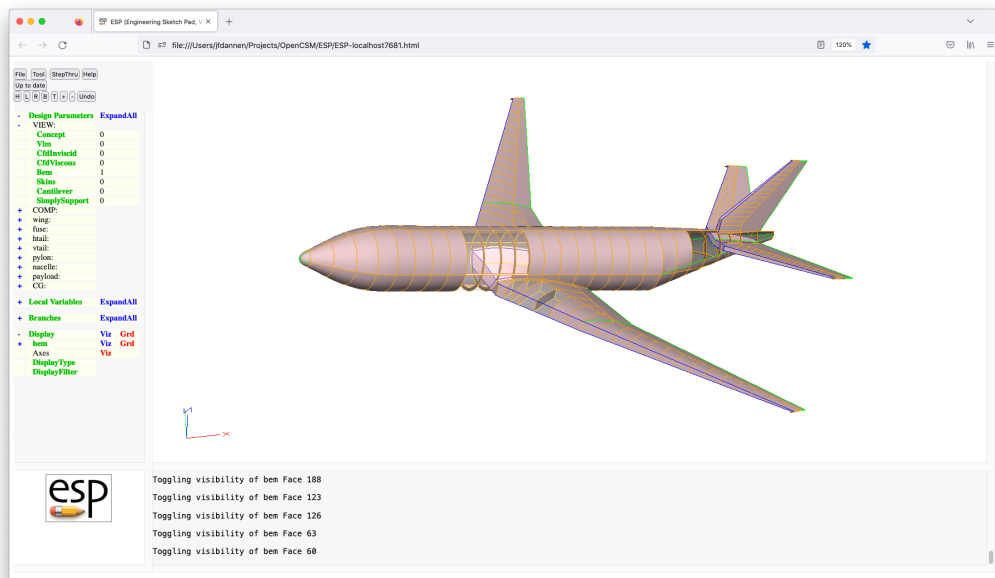 ESP (Engineering Sketch Pad, V
file:///Users/jfdannen/Projects/OpenCSM/ESP/ESP-localhost7681.html
120%
File Tool StepThru Help
Up to date
H L R B T + - Undo
- Design Parameters ExpandAll
- VIEW:
Concept 0
Vlm 0
CfdInviscid 0
CfdViscous 0
Bem 1
Skins 0
Cantilever 0
SimplySupport 0
+ COMP:
+ wing:
+ fuse:
+ htail:
+ vtail:
+ pylon:
+ nacelle:
+ payload:
+ CG:
+ Local Variables ExpandAll
+ Branches ExpandAll
- Display Viz Grd
+ bem Viz Grd
Axes Viz
DisplayType
DisplayFilter
Z
X
esp
Toggling visibility of bem Face 188
Toggling visibility of bem Face 123
Toggling visibility of bem Face 126
Toggling visibility of bem Face 63
Toggling visibility of bem Face 60